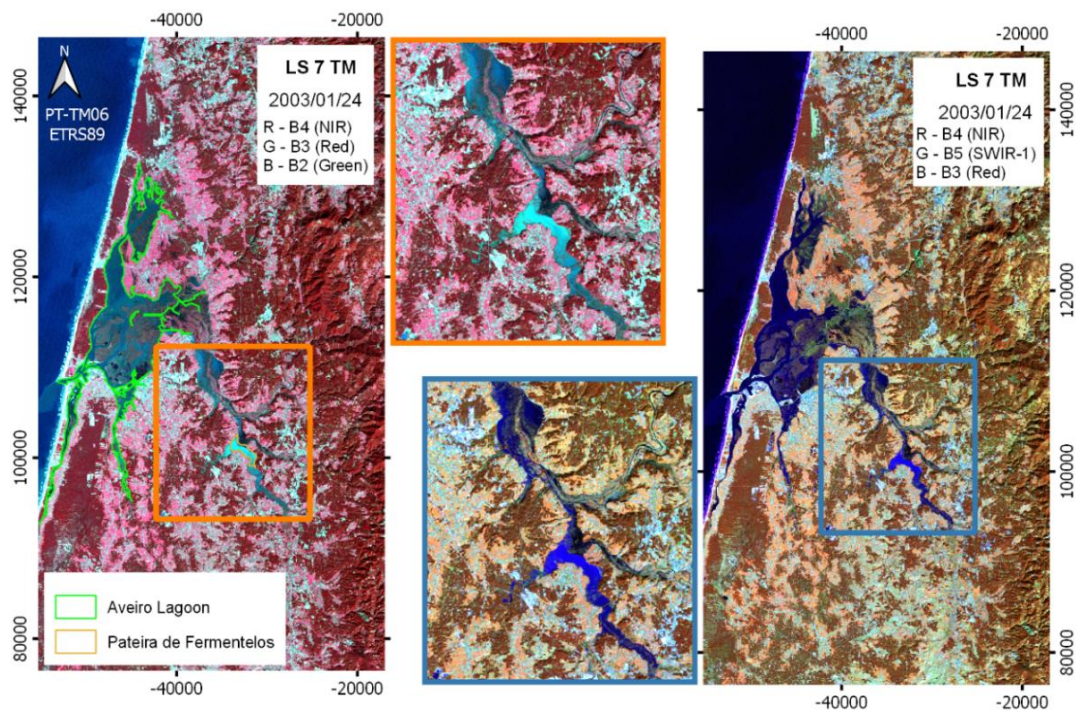 -40000
-20000
N
PT-TM06
ETRS89
LS 7 TM
2003/01/24
R - B4 (NIR)
G - B3 (Red)
B - B2 (Green)
140000
120000
100000
80000
Aveiro Lagoon
Pateira de Fermentelos
-40000
-20000
-40000
-20000
LS 7 TM
2003/01/24
R - B4 (NIR)
G - B5 (SWIR-1)
B - B3 (Red)
140000
120000
100000
80000
-40000
-20000